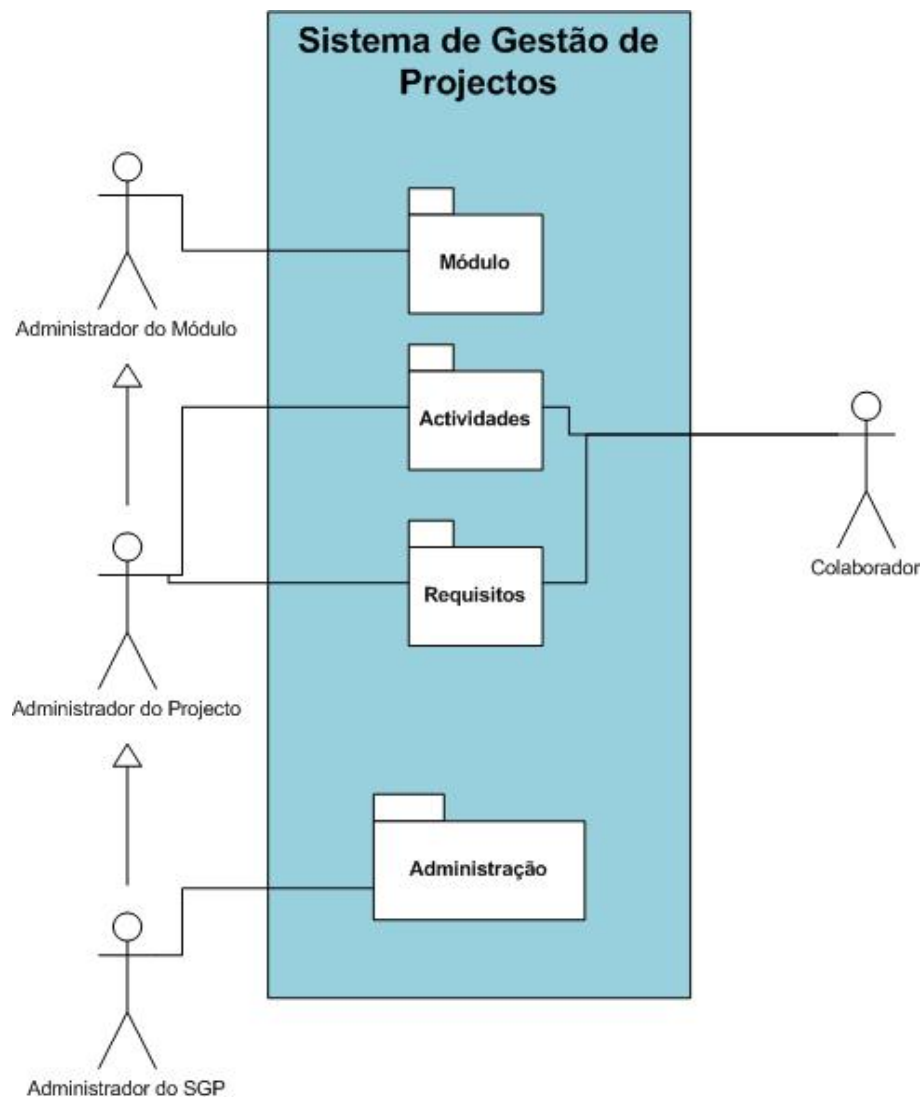 Sistema de Gestão de
Projectos
Módulo
Administrador do Módulo
Actividades
Colaborador
Requisitos
Administrador do Projecto
Administração
Administrador do SGP